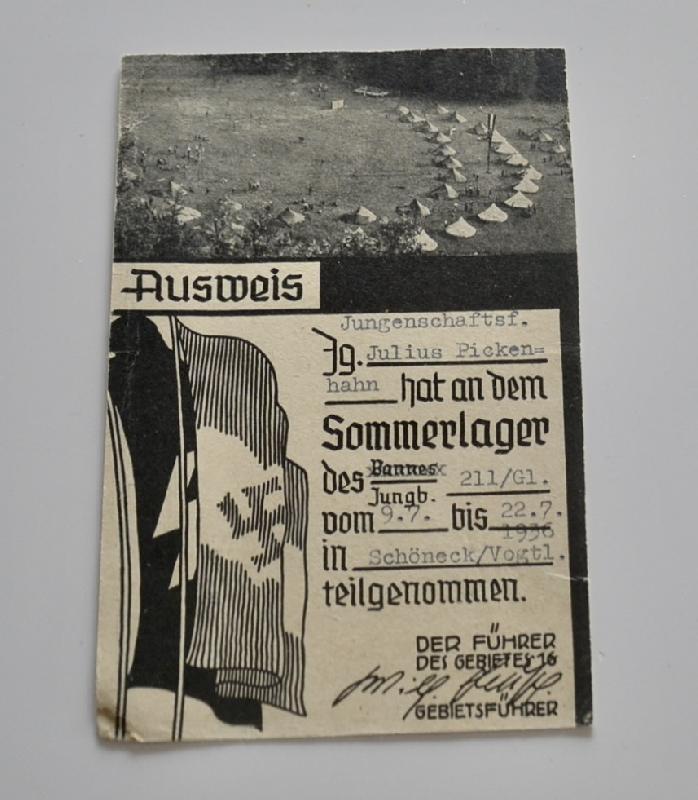 Ausweis
Jungenschaftsf.
Jg. Julius Picken=
hahn hat an dem
Sommerlager
des Bannes
Jungb. 211/Gl.
vom 9.7. bis 22.7.
1936
in Schöneck/Vogtl.
teilgenommen.
DER FÜHRER
DES GEBIETES 16
GEBIETSFÜHRER